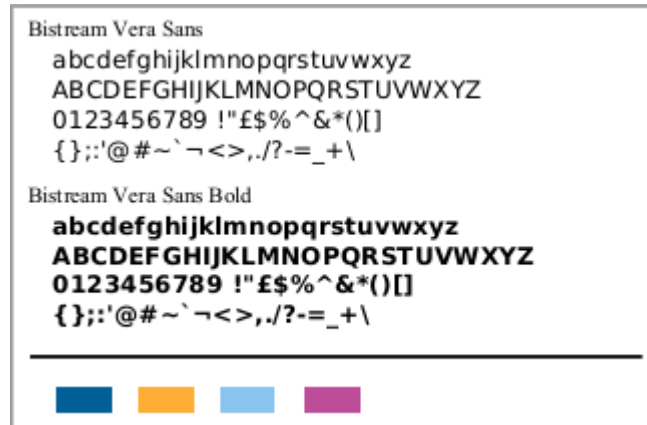 Bistream Vera Sans
abcdefghijklmnopqrstuvwxyz
ABCDEFGHIJKLMNOPQRSTUVWXYZ
0123456789 !"£$%^&*()[]
{};:'@#~`¬<>,./?-=_+\
Bistream Vera Sans Bold
abcdefghijklmnopqrstuvwxyz
ABCDEFGHIJKLMNOPQRSTUVWXYZ
0123456789 !"£$%^&*()[]
{};:'@#~`¬<>,./?-=_+\